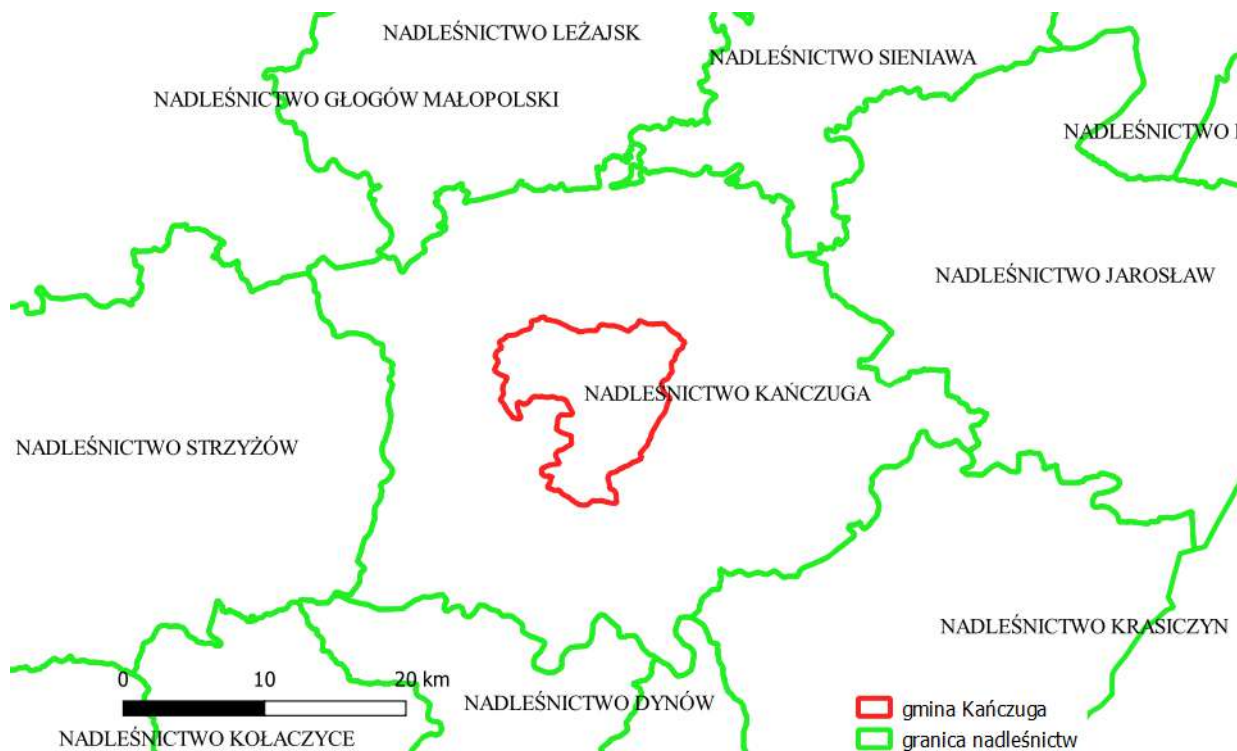 NADLEŚNICTWO LEŻAJSK
NADLEŚNICTWO SIENIAWA
NADLEŚNICTWO GŁOGÓW MAŁOPOLSKI
NADLEŚNICTWO
NADLEŚNICTWO JAROSŁAW
NADLEŚNICTWO KAŃCZUGA
NADLEŚNICTWO STRZYŻÓW
NADLEŚNICTWO KRASICZYN
0 10 20 km
NADLEŚNICTWO DYNÓW
gmina Kańczuga
NADLEŚNICTWO KOŁACZYCE
granica nadleśnictw